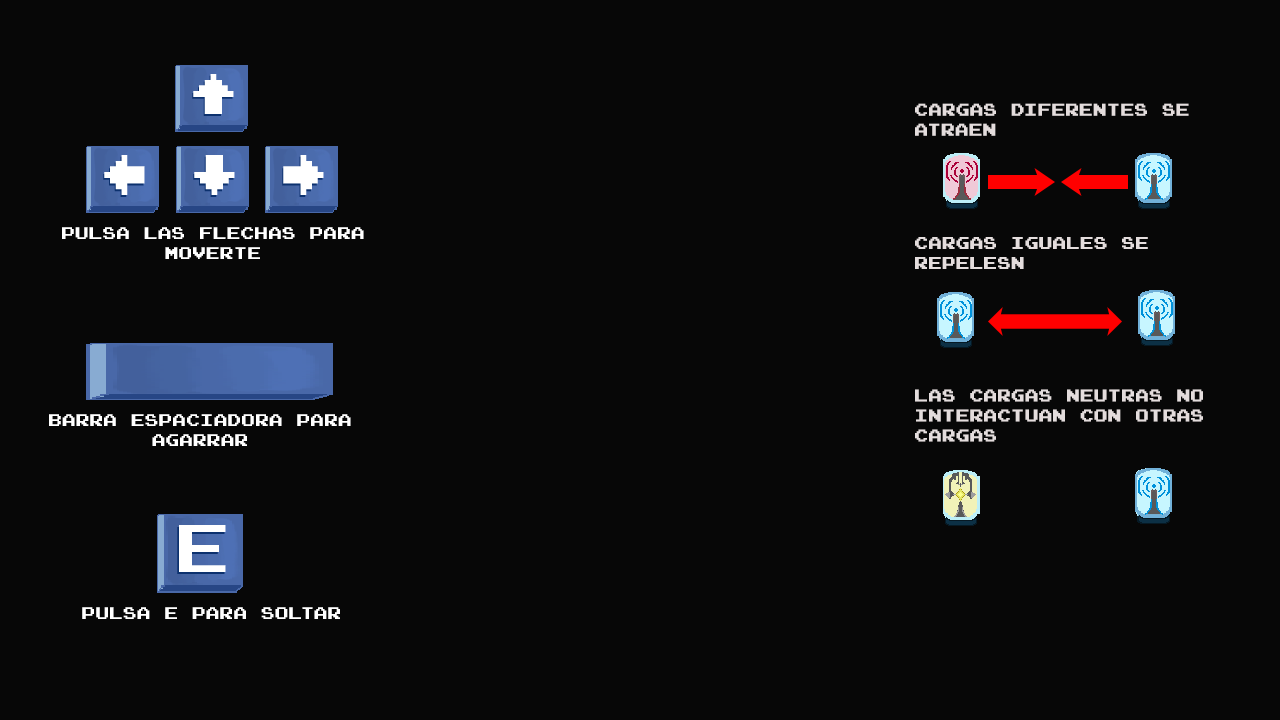 PULSA LAS FLECHAS PARA
MOVERTE
BARRA ESPACIADORA PARA
AGARRAR
E
PULSA E PARA SOLTAR
CARGAS DIFERENTES SE
ATRAEN
CARGAS IGUALES SE
REPELESN
LAS CARGAS NEUTRAS NO
INTERACTUAN CON OTRAS
CARGAS